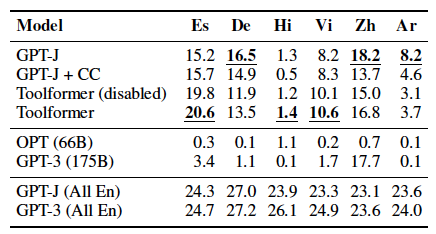 Model Es De Hi Vi Zh Ar
GPT-J 15.2 16.5 1.3 8.2 18.2 8.2
GPT-J + CC 15.7 14.9 0.5 8.3 13.7 4.6
Toolformer (disabled) 19.8 11.9 1.2 10.1 15.0 3.1
Toolformer 20.6 13.5 1.4 10.6 16.8 3.7
OPT (66B) 0.3 0.1 1.1 0.2 0.7 0.1
GPT-3 (175B) 3.4 1.1 0.1 1.7 17.7 0.1
GPT-J (All En) 24.3 27.0 23.9 23.3 23.1 23.6
GPT-3 (All En) 24.7 27.2 26.1 24.9 23.6 24.0